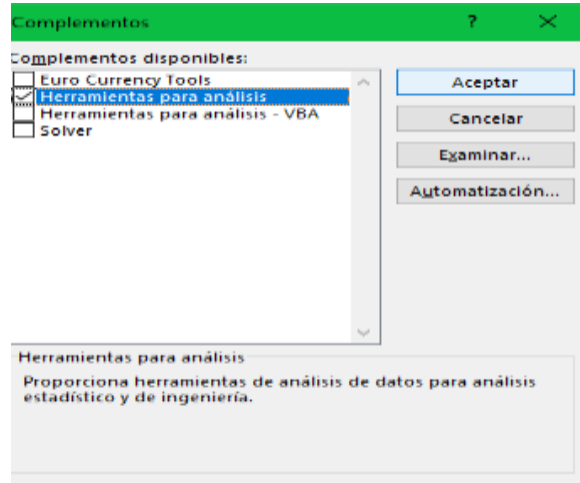 Complementos ? ×
Complementos disponibles:
Euro Currency Tools
Herramientas para análisis
Herramientas para análisis - VBA
Solver
Aceptar
Cancelar
Examinar...
Automatización...
Herramientas para análisis
Proporciona herramientas de análisis de datos para análisis
estadístico y de ingeniería.